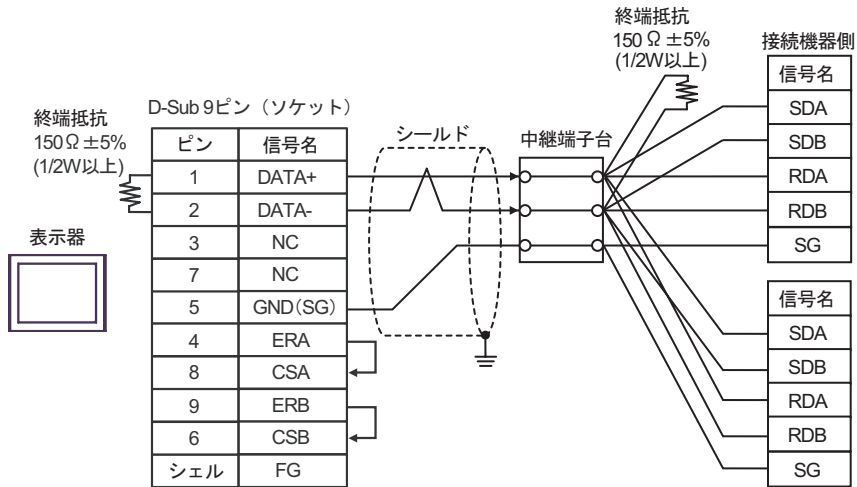 終端抵抗
150 Ω ±5%
(1/2W以上)
接続機器側
信号名
SDA
SDB
RDA
RDB
SG
信号名
SDA
SDB
RDA
RDB
SG
中継端子台
シールド
D-Sub 9ピン（ソケット）
ピン 信号名
1 DATA+
2 DATA-
3 NC
7 NC
5 GND(SG)
4 ERA
8 CSA
9 ERB
6 CSB
シェル FG
終端抵抗
150Ω±5%
(1/2W以上)
表示器